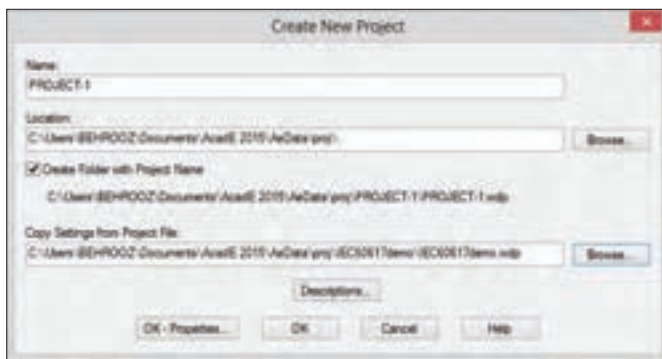 Create New Project
Name:
PROJECT-1
Location:
C:\Users\BEHROOZ\Documents\AcadE 2015\AeData\proj\
Browse...
Create Folder with Project Name
C:\Users\BEHROOZ\Documents\AcadE 2015\AeData\proj\PROJECT-1\PROJECT-1.wdp
Copy Settings from Project File:
C:\Users\BEHROOZ\Documents\AcadE 2015\AeData\proj\IEC60617demo\IEC60617demo.wdp
Browse...
Descriptions...
OK - Properties...
OK
Cancel
Help